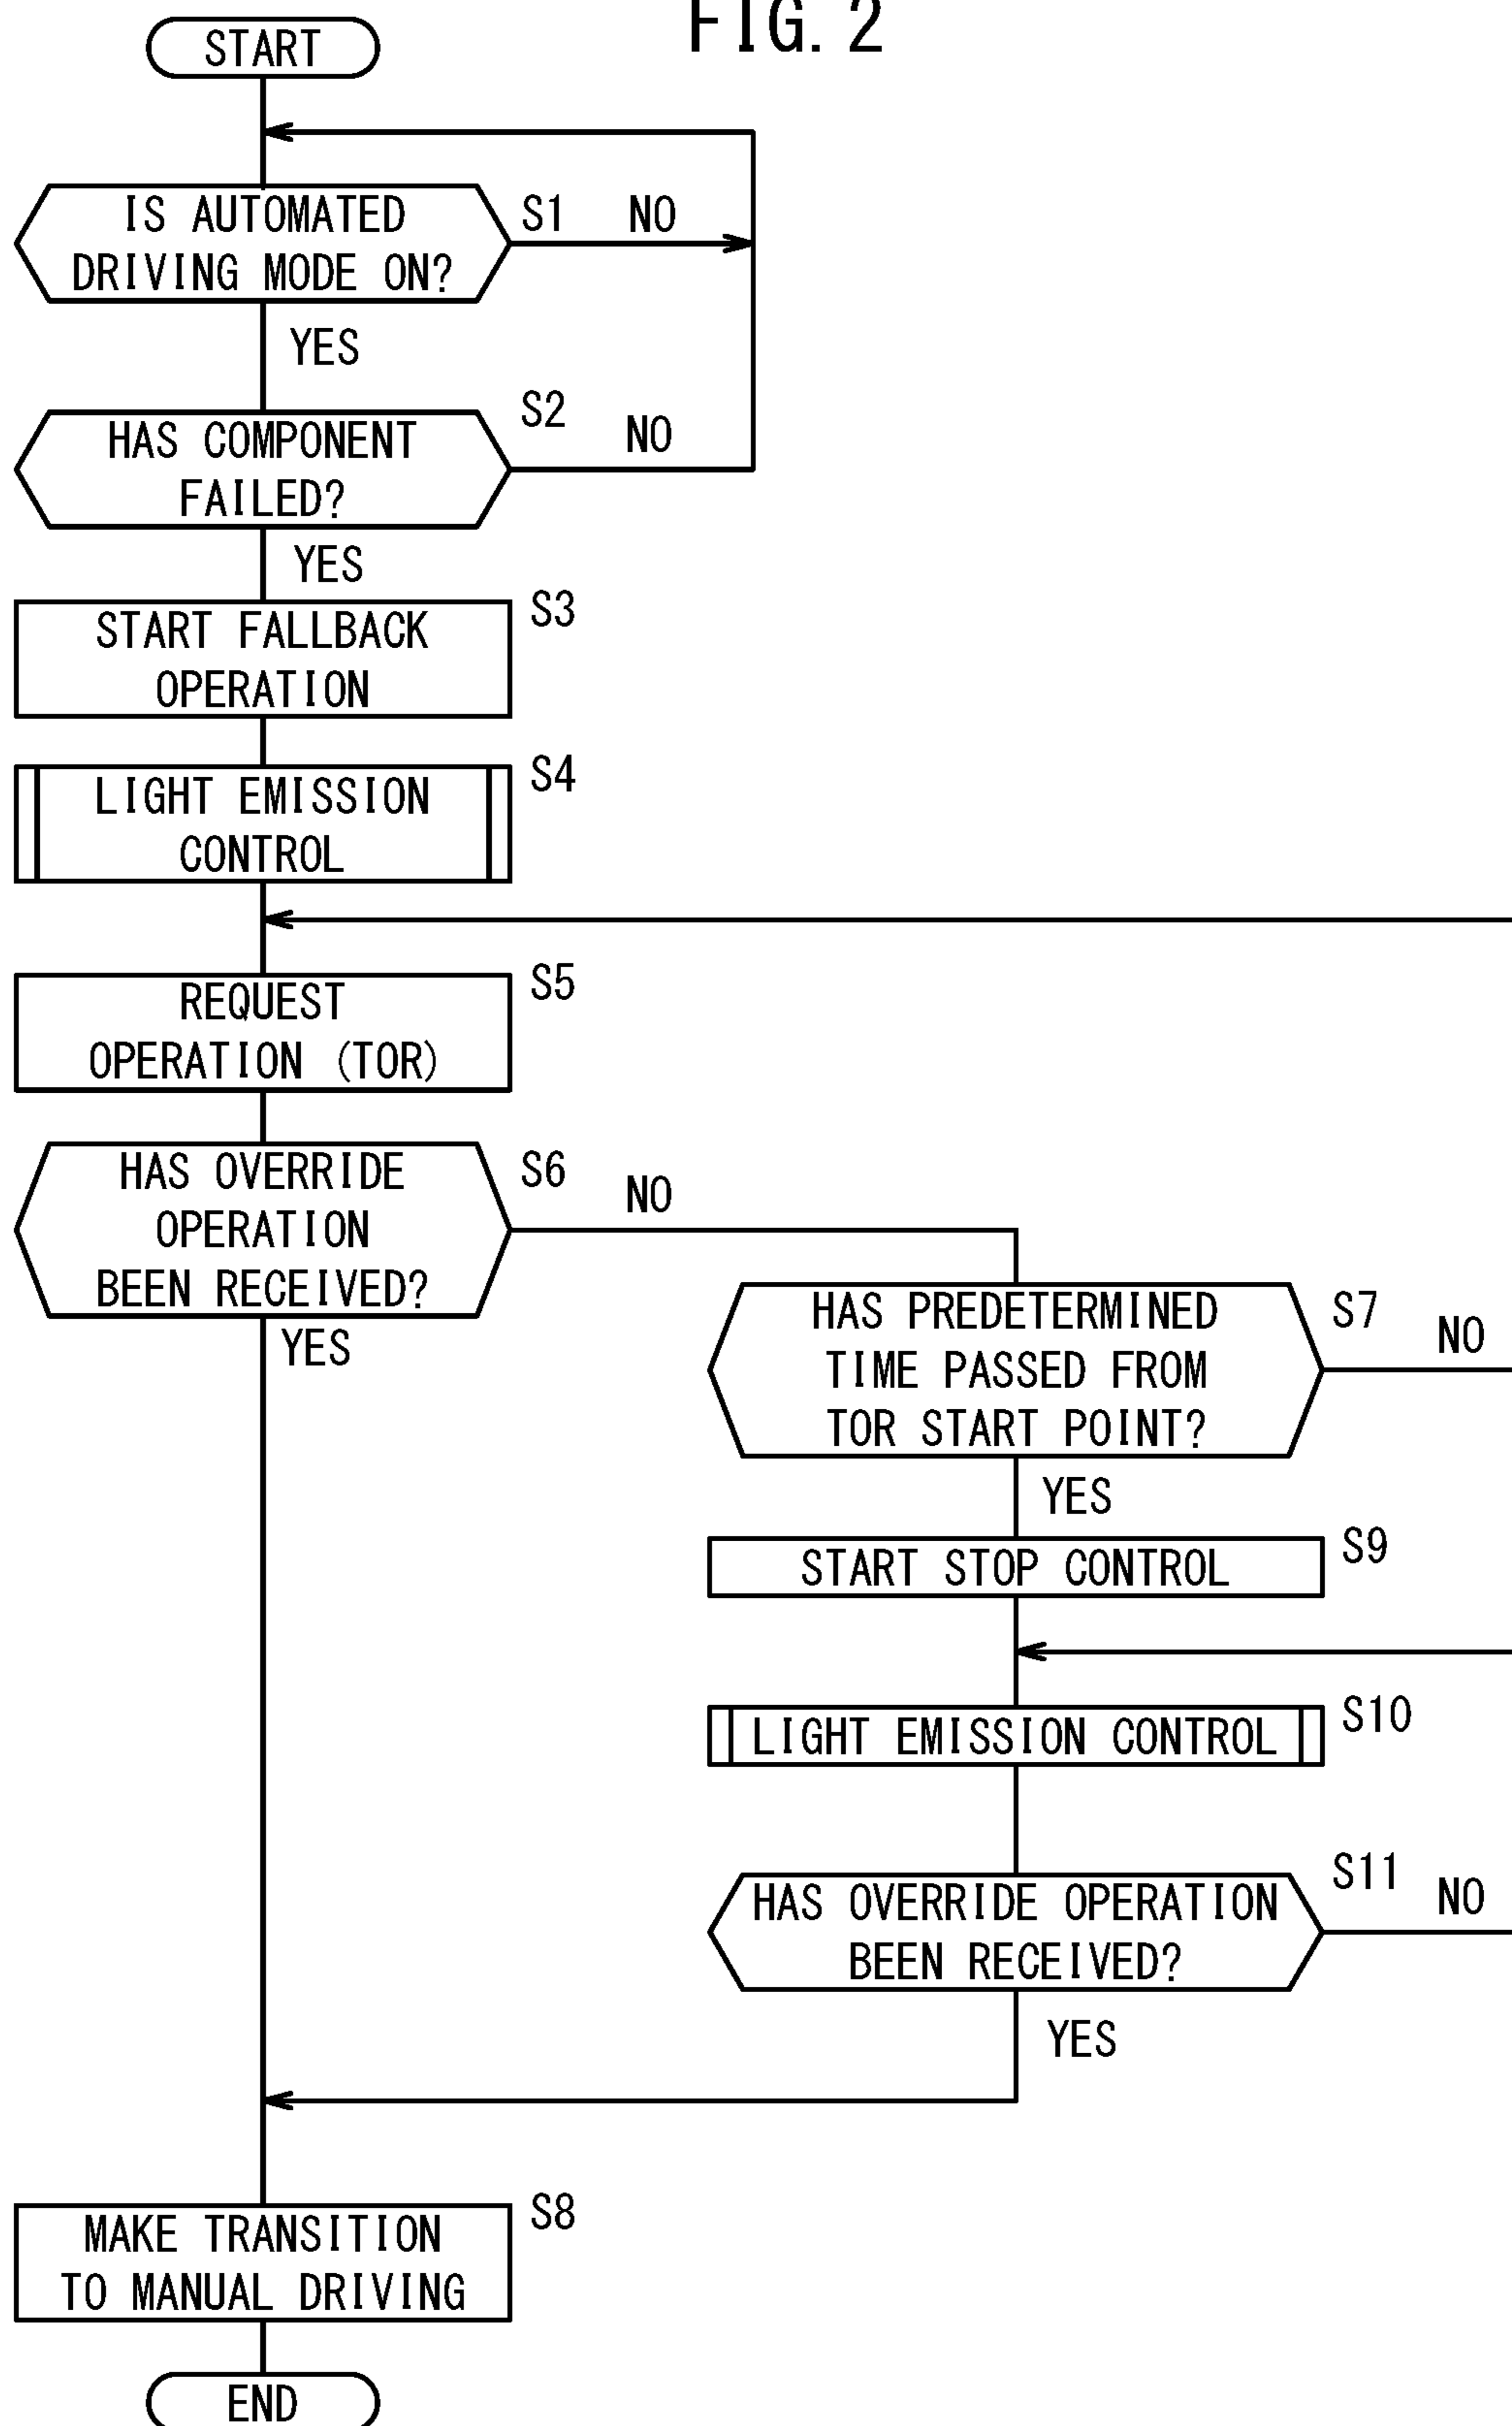 FIG. 2
START
IS AUTOMATED
DRIVING MODE ON?
S1
NO
YES
HAS COMPONENT
FAILED?
S2
NO
YES
START FALLBACK
OPERATION
S3
LIGHT EMISSION
CONTROL
S4
REQUEST
OPERATION (TOR)
S5
HAS OVERRIDE
OPERATION
BEEN RECEIVED?
S6
NO
YES
HAS PREDETERMINED
TIME PASSED FROM
TOR START POINT?
S7
NO
YES
START STOP CONTROL
S9
LIGHT EMISSION CONTROL
S10
HAS OVERRIDE OPERATION
BEEN RECEIVED?
S11
NO
YES
MAKE TRANSITION
TO MANUAL DRIVING
S8
END